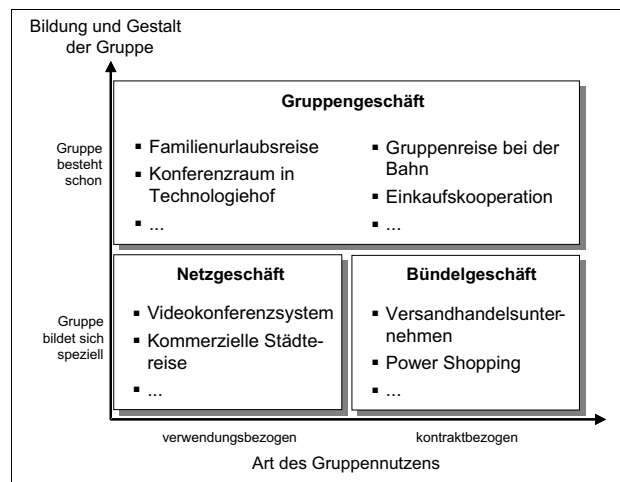 Bildung und Gestalt
der Gruppe
Gruppengeschäft
Gruppe
besteht
schon
▪ Familienurlaubsreise
▪ Konferenzraum in
Technologiehof
▪ ...
▪ Gruppenreise bei der
Bahn
▪ Einkaufskooperation
▪ ...
Gruppe
bildet sich
speziell
Netzgeschäft
▪ Videokonferenzsystem
▪ Kommerzielle Städte-
reise
▪ ...
Bündelgeschäft
▪ Versandhandelsunter-
nehmen
▪ Power Shopping
▪ ...
verwendungsbezogen
kontraktbezogen
Art des Gruppennutzens